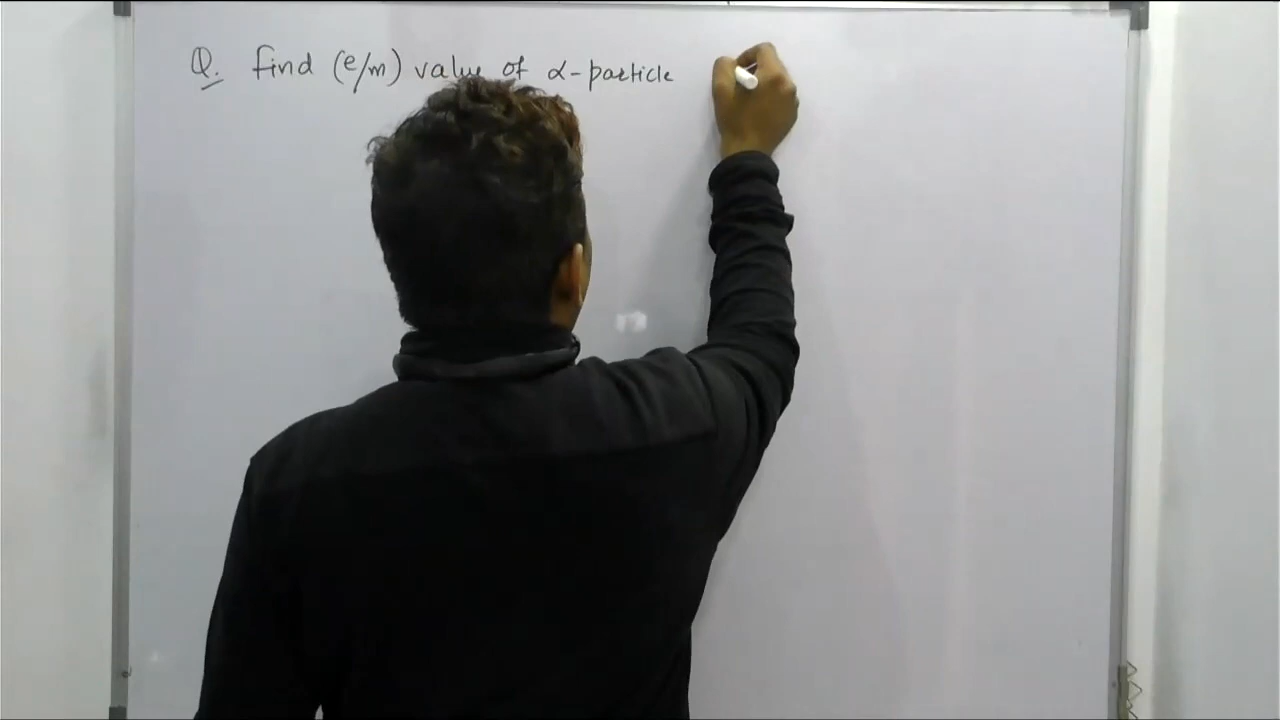 Q. Find (e/m) value of α-particle